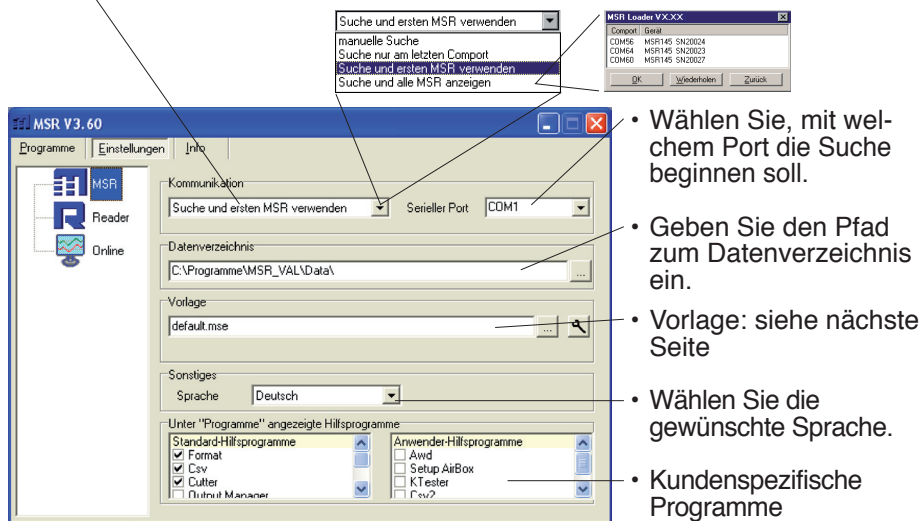 Suche und ersten MSR verwenden
manuelle Suche
Suche nur am letzten Comport
Suche und ersten MSR verwenden
Suche und alle MSR anzeigen
MSR Loader VX.XX
Comport Gerät
COM56 MSR145 SN20024
COM64 MSR145 SN20023
COM60 MSR145 SN20027
OK Wiederholen Zurück
MSR V3.60
Programme Einstellungen Info
MSR
Reader
Online
Kommunikation
Suche und ersten MSR verwenden Serieller Port COM1
Datenverzeichnis
C:\Programme\MSR_VAL\Data\ ...
Vorlage
default.mse ...
Sonstiges
Sprache Deutsch
Unter "Programme" angezeigte Hilfsprogramme
Standard-Hilfsprogramme
Format
Csv
Cutter
Output Manager
Anwender-Hilfsprogramme
Awd
Setup AirBox
KTester
Csv2
• Wählen Sie, mit wel-
chem Port die Suche
beginnen soll.
• Geben Sie den Pfad
zum Datenverzeichnis
ein.
• Vorlage: siehe nächste
Seite
• Wählen Sie die
gewünschte Sprache.
• Kundenspezifische
Programme